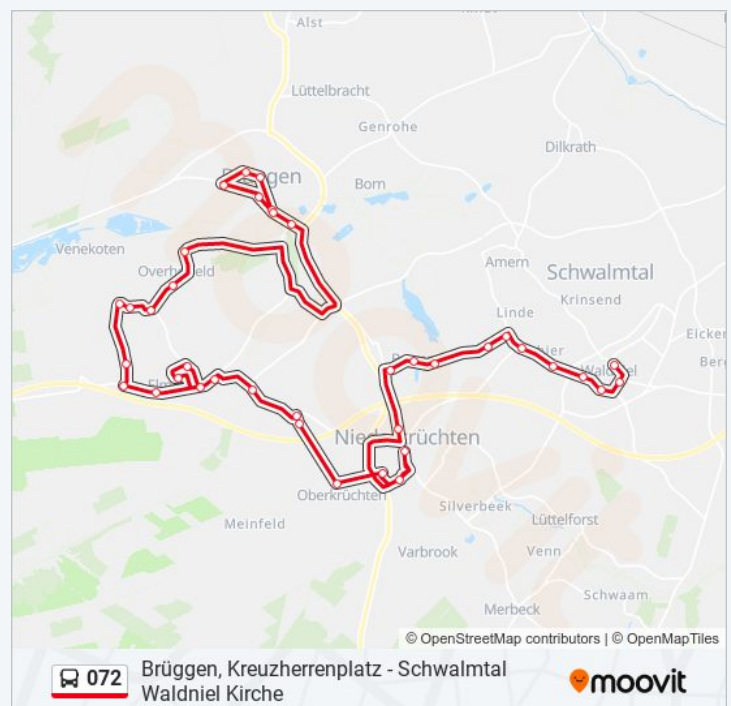 Alst
Lüttelbracht
Genrohe
Dilkrath
Born
Venekoten
Amern
Schwalmtal
Krinsend
Linde
Niederkrüchten
Oberkrüchten
Silverbeek
Meinfeld
Lüttelforst
Varbrook
Venn
Schwaam
Merbeck
© OpenStreetMap contributors | © OpenMapTiles
072
Brüggen, Kreuzherrenplatz - Schwalmtal
Waldniel Kirche
moovit